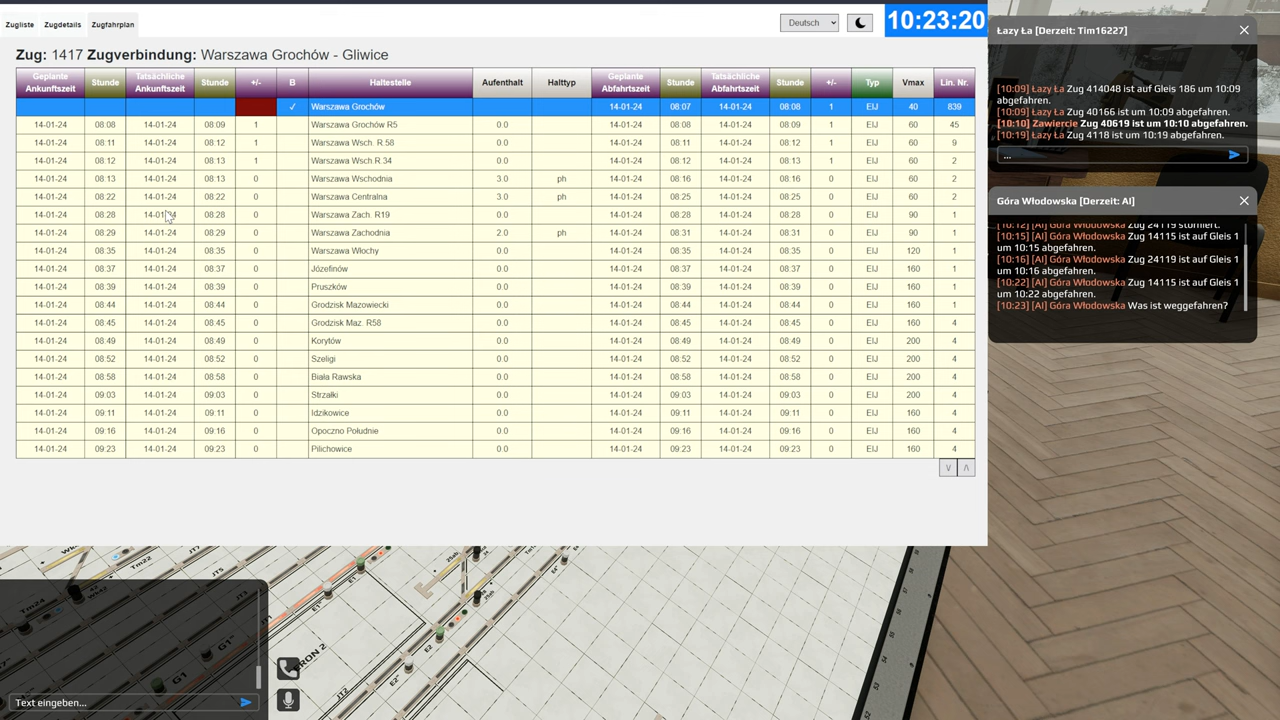 Zugliste Zugdetails Zugfahrplan Deutsch 10:23:20
Zug: 1417 Zugverbindung: Warszawa Grochów - Gliwice
Geplante Ankunftszeit Stunde Tatsächliche Ankunftszeit Stunde +/- B Haltestelle Aufenthalt Halttyp Geplante Abfahrtszeit Stunde Tatsächliche Abfahrtszeit Stunde +/- Typ Vmax Lin. Nr.
✓ Warszawa Grochów 14-01-24 08:07 14-01-24 08:08 1 EIJ 40 839
14-01-24 08:08 14-01-24 08:09 1 Warszawa Grochów R5 0.0 14-01-24 08:08 14-01-24 08:09 1 EIJ 60 45
14-01-24 08:11 14-01-24 08:12 1 Warszawa Wsch. R.58 0.0 14-01-24 08:11 14-01-24 08:12 1 EIJ 60 9
14-01-24 08:12 14-01-24 08:13 1 Warszawa Wsch.R.34 0.0 14-01-24 08:12 14-01-24 08:13 1 EIJ 60 2
14-01-24 08:13 14-01-24 08:13 0 Warszawa Wschodnia 3.0 ph 14-01-24 08:16 14-01-24 08:16 0 EIJ 60 2
14-01-24 08:22 14-01-24 08:22 0 Warszawa Centralna 3.0 ph 14-01-24 08:25 14-01-24 08:25 0 EIJ 60 2
14-01-24 08:28 14-01-24 08:28 0 Warszawa Zach. R19 0.0 14-01-24 08:28 14-01-24 08:28 0 EIJ 90 1
14-01-24 08:29 14-01-24 08:29 0 Warszawa Zachodnia 2.0 ph 14-01-24 08:31 14-01-24 08:31 0 EIJ 90 1
14-01-24 08:35 14-01-24 08:35 0 Warszawa Włochy 0.0 14-01-24 08:35 14-01-24 08:35 0 EIJ 120 1
14-01-24 08:37 14-01-24 08:37 0 Józefinów 0.0 14-01-24 08:37 14-01-24 08:37 0 EIJ 160 1
14-01-24 08:39 14-01-24 08:39 0 Pruszków 0.0 14-01-24 08:39 14-01-24 08:39 0 EIJ 160 1
14-01-24 08:44 14-01-24 08:44 0 Grodzisk Mazowiecki 0.0 14-01-24 08:44 14-01-24 08:44 0 EIJ 160 1
14-01-24 08:45 14-01-24 08:45 0 Grodzisk Maz. R58 0.0 14-01-24 08:45 14-01-24 08:45 0 EIJ 160 4
14-01-24 08:49 14-01-24 08:49 0 Korytów 0.0 14-01-24 08:49 14-01-24 08:49 0 EIJ 200 4
14-01-24 08:52 14-01-24 08:52 0 Szeligi 0.0 14-01-24 08:52 14-01-24 08:52 0 EIJ 200 4
14-01-24 08:58 14-01-24 08:58 0 Biała Rawska 0.0 14-01-24 08:58 14-01-24 08:58 0 EIJ 200 4
14-01-24 09:03 14-01-24 09:03 0 Strzałki 0.0 14-01-24 09:03 14-01-24 09:03 0 EIJ 200 4
14-01-24 09:11 14-01-24 09:11 0 Idzikowice 0.0 14-01-24 09:11 14-01-24 09:11 0 EIJ 160 4
14-01-24 09:16 14-01-24 09:16 0 Opoczno Południe 0.0 14-01-24 09:16 14-01-24 09:16 0 EIJ 160 4
14-01-24 09:23 14-01-24 09:23 0 Pilichowice 0.0 14-01-24 09:23 14-01-24 09:23 0 EIJ 160 4
Łazy Ła [Derzeit: Tim16227]
[10:09] Łazy Ła Zug 414048 ist auf Gleis 186 um 10:09
abgefahren.
[10:09] Łazy Ła Zug 40166 ist um 10:09 abgefahren.
[10:10] Zawiercie Zug 40619 ist um 10:10 abgefahren.
[10:19] Łazy Ła Zug 4118 ist um 10:19 abgefahren.
...
Góra Włodowska [Derzeit: AI]
[10:12] [AI] Góra Włodowska Zug 24119 storniert.
[10:15] [AI] Góra Włodowska Zug 14115 ist auf Gleis 1
um 10:15 abgefahren.
[10:16] [AI] Góra Włodowska Zug 24119 ist auf Gleis 1
um 10:16 abgefahren.
[10:22] [AI] Góra Włodowska Zug 14115 ist auf Gleis 1
um 10:22 abgefahren.
[10:23] [AI] Góra Włodowska Was ist weggefahren?
Tm22
Tm24
JT5
JT3
E1
E1"
G1"
G1
RON 2
JT2
E2
E2"
Text eingeben...